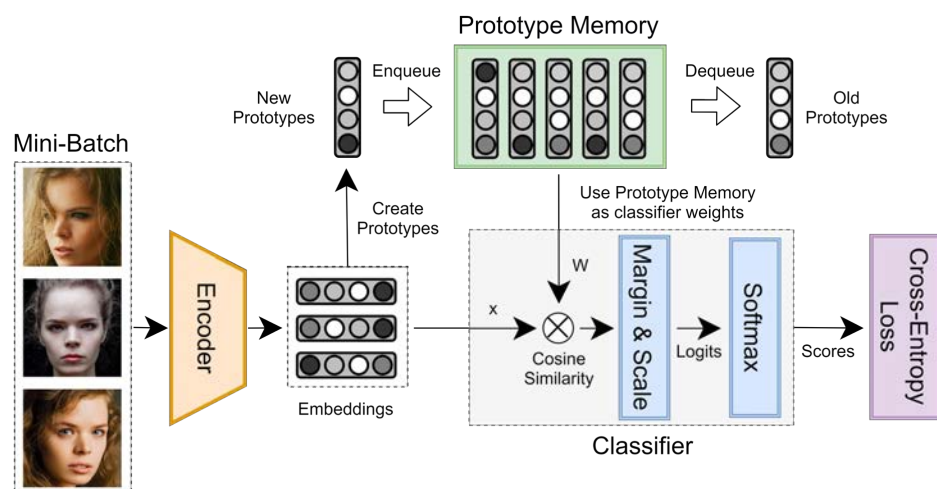 Prototype Memory
New
Prototypes
Enqueue
Dequeue
Old
Prototypes
Mini-Batch
Create
Prototypes
Use Prototype Memory
as classifier weights
Encoder
Embeddings
x
W
Cosine
Similarity
Margin & Scale
Logits
Softmax
Scores
Cross-Entropy
Loss
Classifier